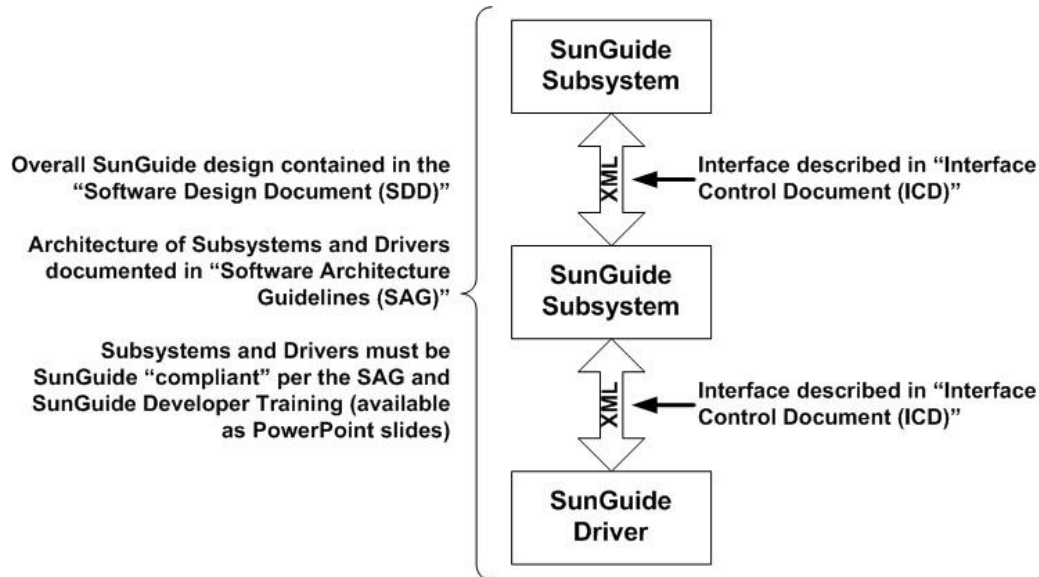 SunGuide
Subsystem
XML
Interface described in “Interface
Control Document (ICD)”
Overall SunGuide design contained in the
“Software Design Document (SDD)”
Architecture of Subsystems and Drivers
documented in “Software Architecture
Guidelines (SAG)”
Subsystems and Drivers must be
SunGuide “compliant” per the SAG and
SunGuide Developer Training (available
as PowerPoint slides)
SunGuide
Subsystem
XML
Interface described in “Interface
Control Document (ICD)”
SunGuide
Driver